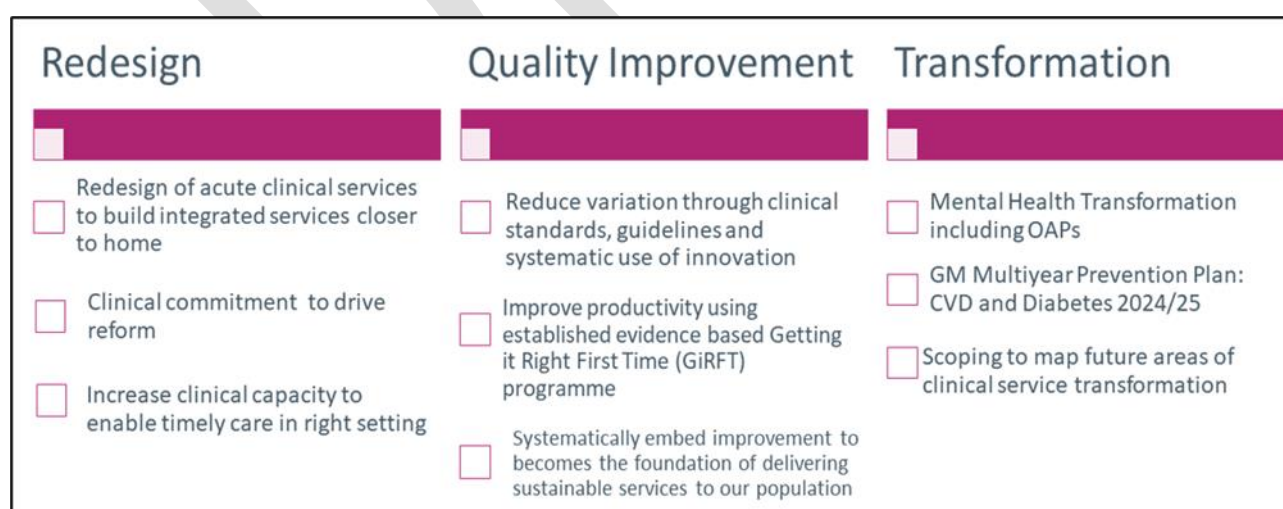 Redesign
Redesign of acute clinical services
to build integrated services closer
to home
Clinical commitment to drive
reform
Increase clinical capacity to
enable timely care in right setting
Quality Improvement
Reduce variation through clinical
standards, guidelines and
systematic use of innovation
Improve productivity using
established evidence based Getting
it Right First Time (GiRFT)
programme
Systematically embed improvement to
becomes the foundation of delivering
sustainable services to our population
Transformation
Mental Health Transformation
including OAPs
GM Multiyear Prevention Plan:
CVD and Diabetes 2024/25
Scoping to map future areas of
clinical service transformation